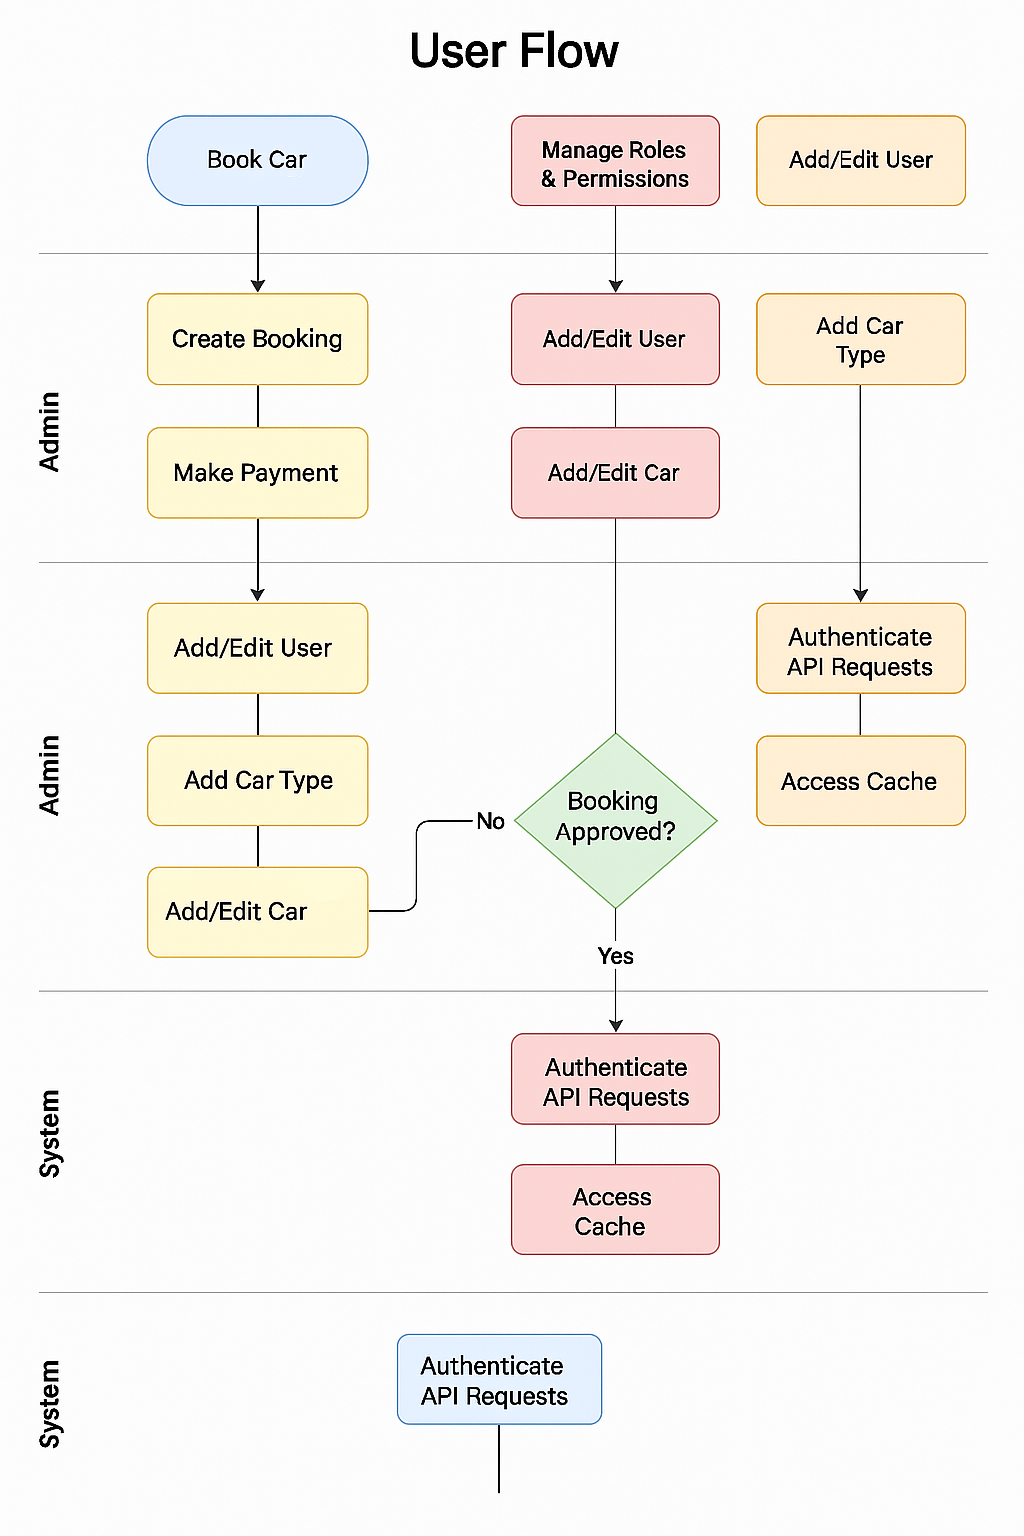 User Flow
Book Car
Manage Roles
& Permissions
Add/Edit User
Admin
Create Booking
Add/Edit User
Add Car
Type
Make Payment
Add/Edit Car
Admin
Add/Edit User
Authenticate
API Requests
Add Car Type
Booking
Approved?
Access Cache
No
Add/Edit Car
Yes
System
Authenticate
API Requests
Access
Cache
System
Authenticate
API Requests